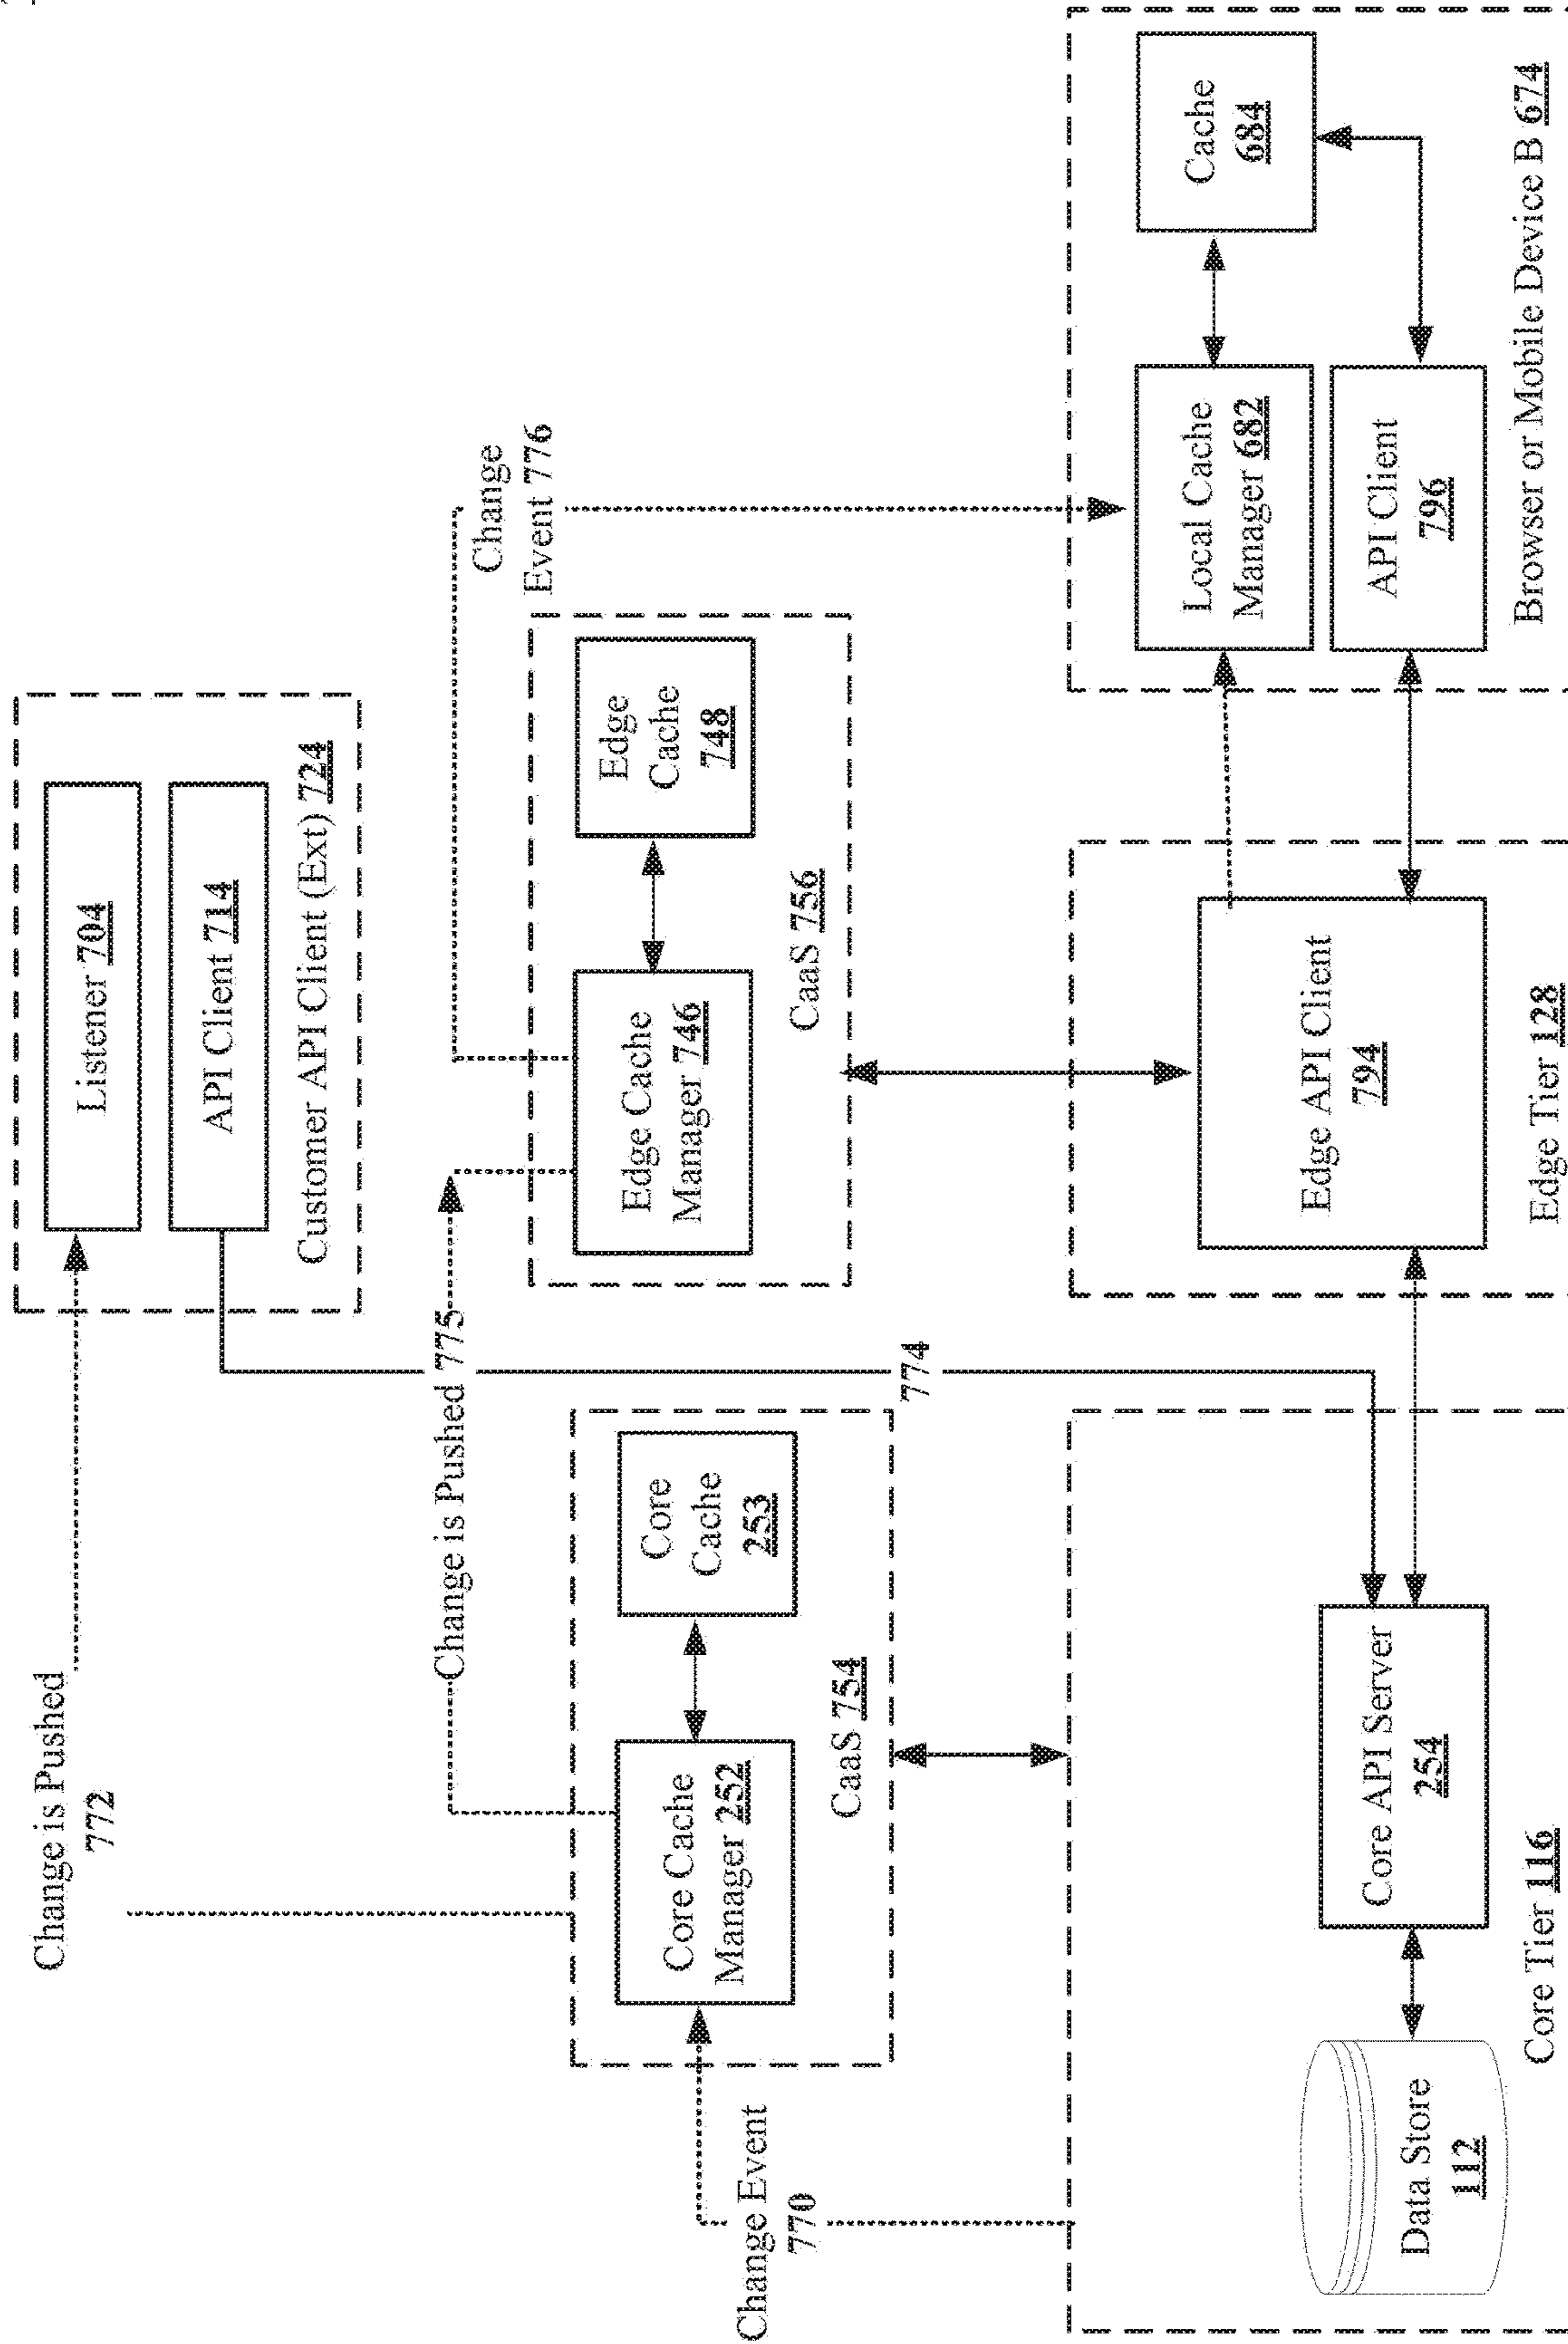 Change is Pushed
772
Listener 704
API Client 714
Customer API Client (Ext) 724
Change is Pushed 775
Change
Event 776
Change Event
770
Core Cache
Manager 252
Core
Cache
253
CaaS 754
774
Edge Cache
Manager 746
Edge
Cache
748
CaaS 756
Data Store
112
Core API Server
254
Core Tier 116
Edge API Client
794
Edge Tier 128
Local Cache
Manager 682
Cache
684
API Client
796
Browser or Mobile Device B 674